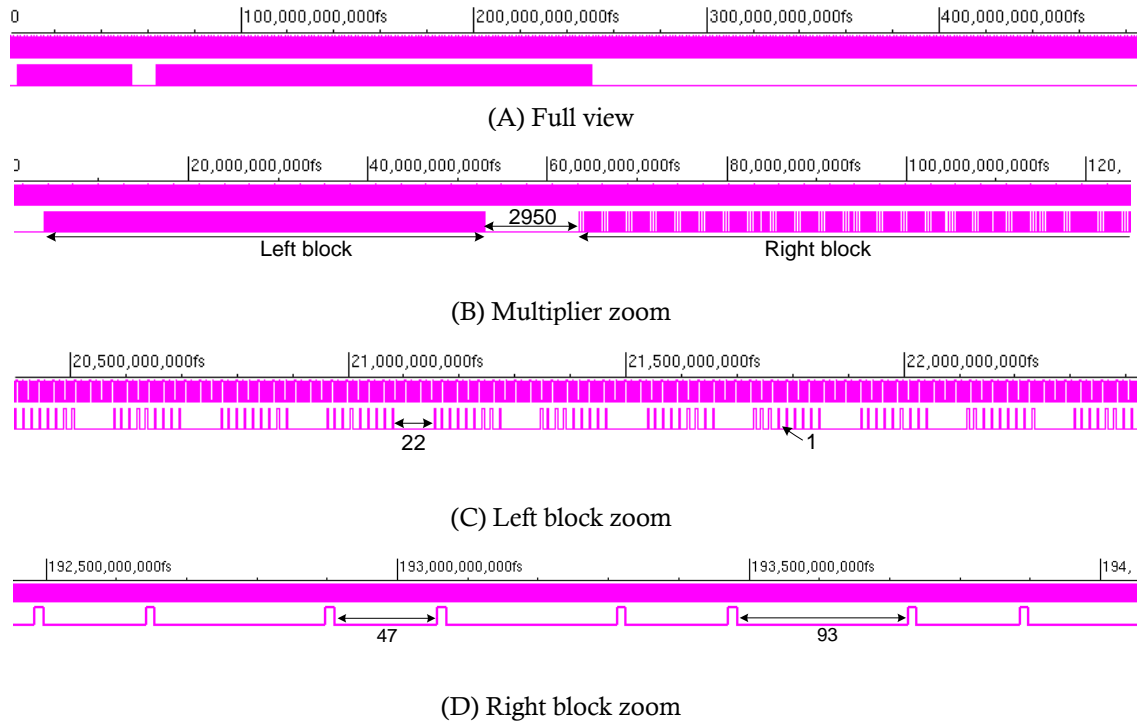 0 100,000,000,000fs 200,000,000,000fs 300,000,000,000fs 400,000,000,000fs
(A) Full view
0 20,000,000,000fs 40,000,000,000fs 60,000,000,000fs 80,000,000,000fs 100,000,000,000fs 120,
2950
Left block Right block
(B) Multiplier zoom
20,500,000,000fs 21,000,000,000fs 21,500,000,000fs 22,000,000,000fs
22 1
(C) Left block zoom
192,500,000,000fs 193,000,000,000fs 193,500,000,000fs 194,
47 93
(D) Right block zoom